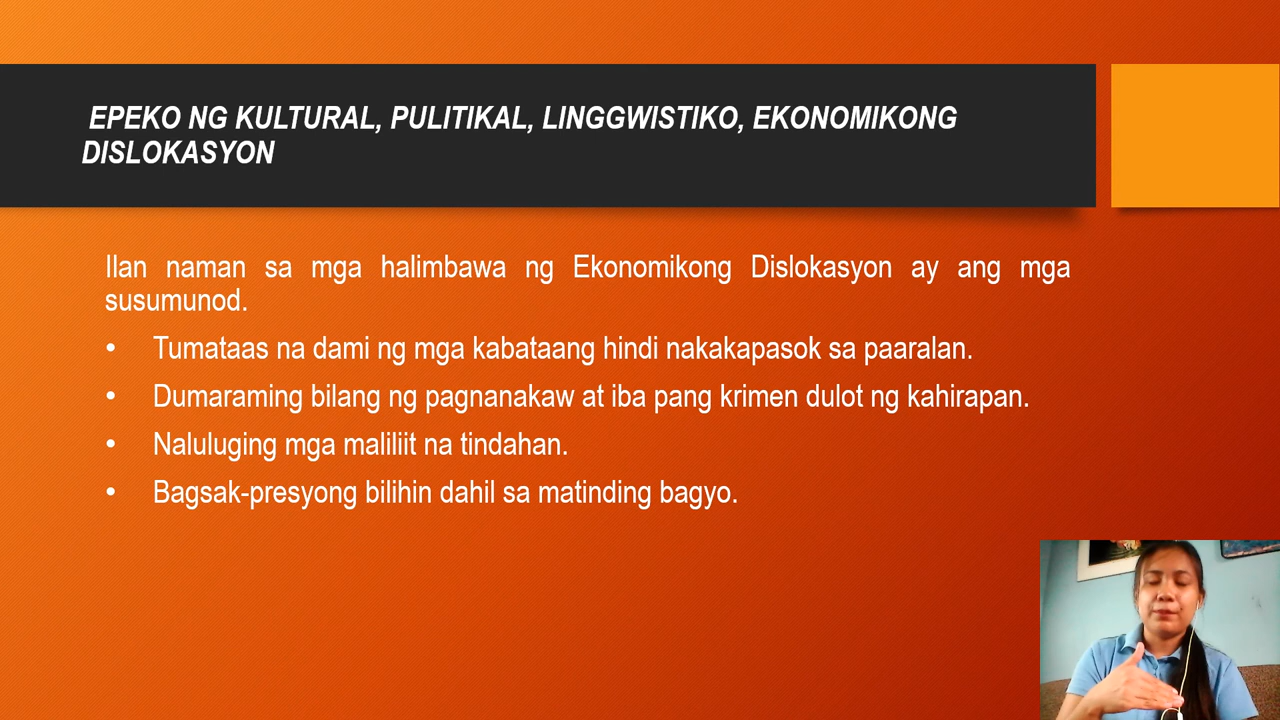 EPEKO NG KULTURAL, PULITIKAL, LINGGWISTIKO, EKONOMIKONG
DISLOKASYON
Ilan naman sa mga halimbawa ng Ekonomikong Dislokasyon ay ang mga
susumunod.
• Tumataas na dami ng mga kabataang hindi nakakapasok sa paaralan.
• Dumaraming bilang ng pagnanakaw at iba pang krimen dulot ng kahirapan.
• Naluluging mga maliliit na tindahan.
• Bagsak-presyong bilihin dahil sa matinding bagyo.